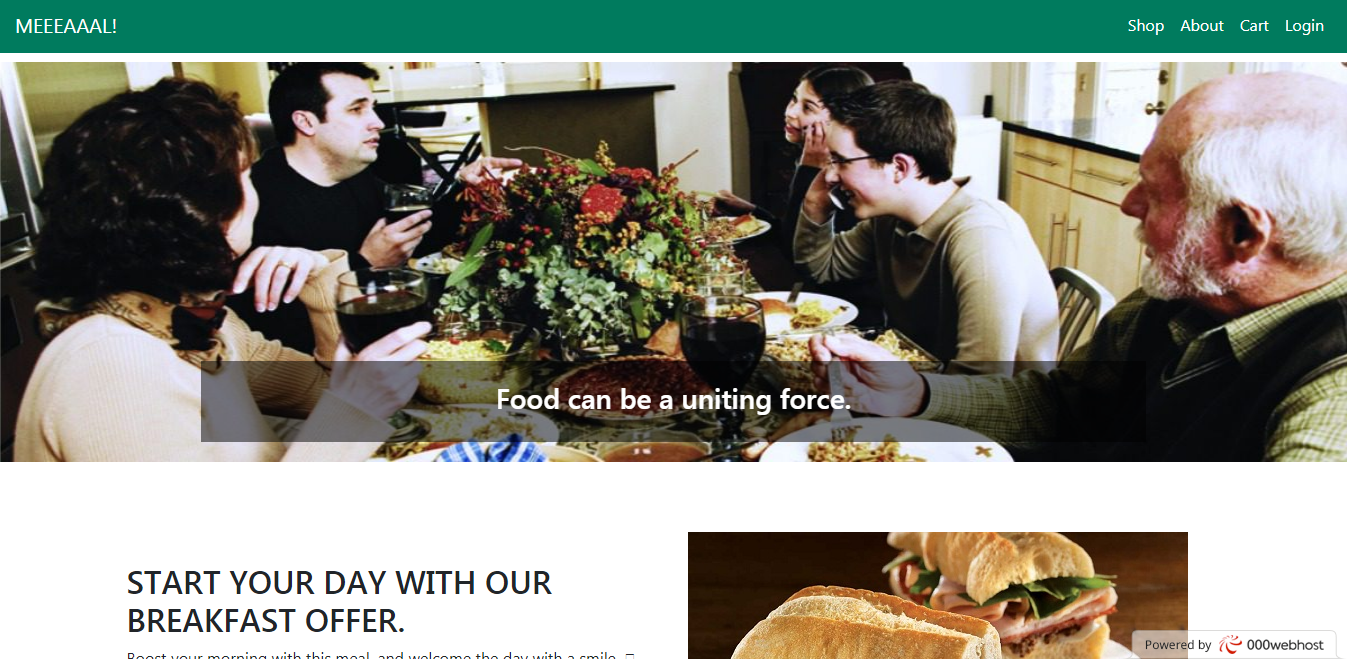 MEEEAAAL!
Shop About Cart Login
Food can be a uniting force.
START YOUR DAY WITH OUR
BREAKFAST OFFER.
Boost your morning with this meal, and welcome the day with a smile.
Powered by 000webhost